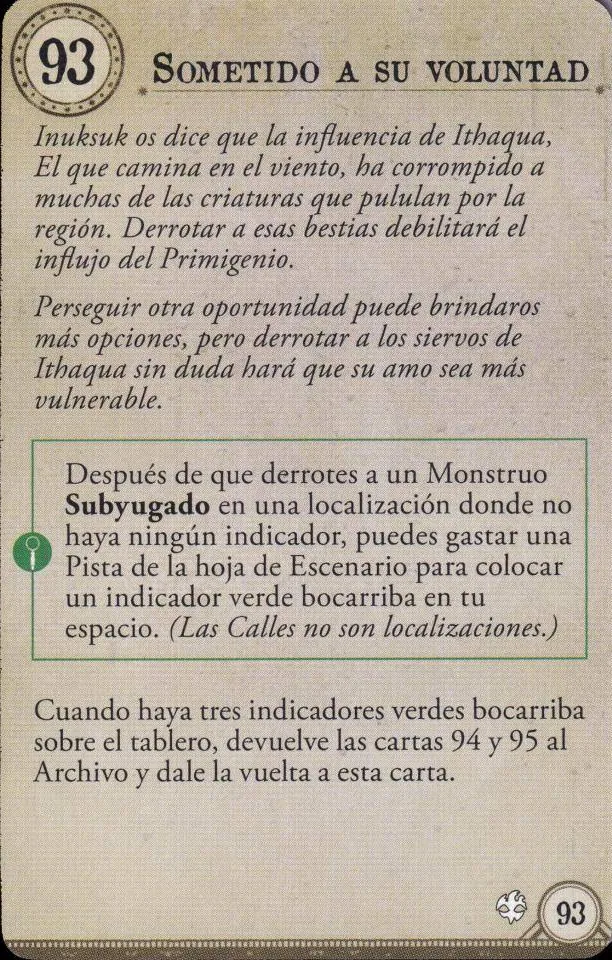 93
Sometido a su voluntad
Inuksuk os dice que la influencia de Ithaqua,
El que camina en el viento, ha corrompido a
muchas de las criaturas que pululan por la
región. Derrotar a esas bestias debilitará el
influjo del Primigenio.
Perseguir otra oportunidad puede brindaros
más opciones, pero derrotar a los siervos de
Ithaqua sin duda hará que su amo sea más
vulnerable.
Después de que derrotes a un Monstruo
Subyugado en una localización donde no
haya ningún indicador, puedes gastar una
Pista de la hoja de Escenario para colocar
un indicador verde bocarriba en tu
espacio. (Las Calles no son localizaciones.)
Cuando haya tres indicadores verdes bocarriba
sobre el tablero, devuelve las cartas 94 y 95 al
Archivo y dale la vuelta a esta carta.
93